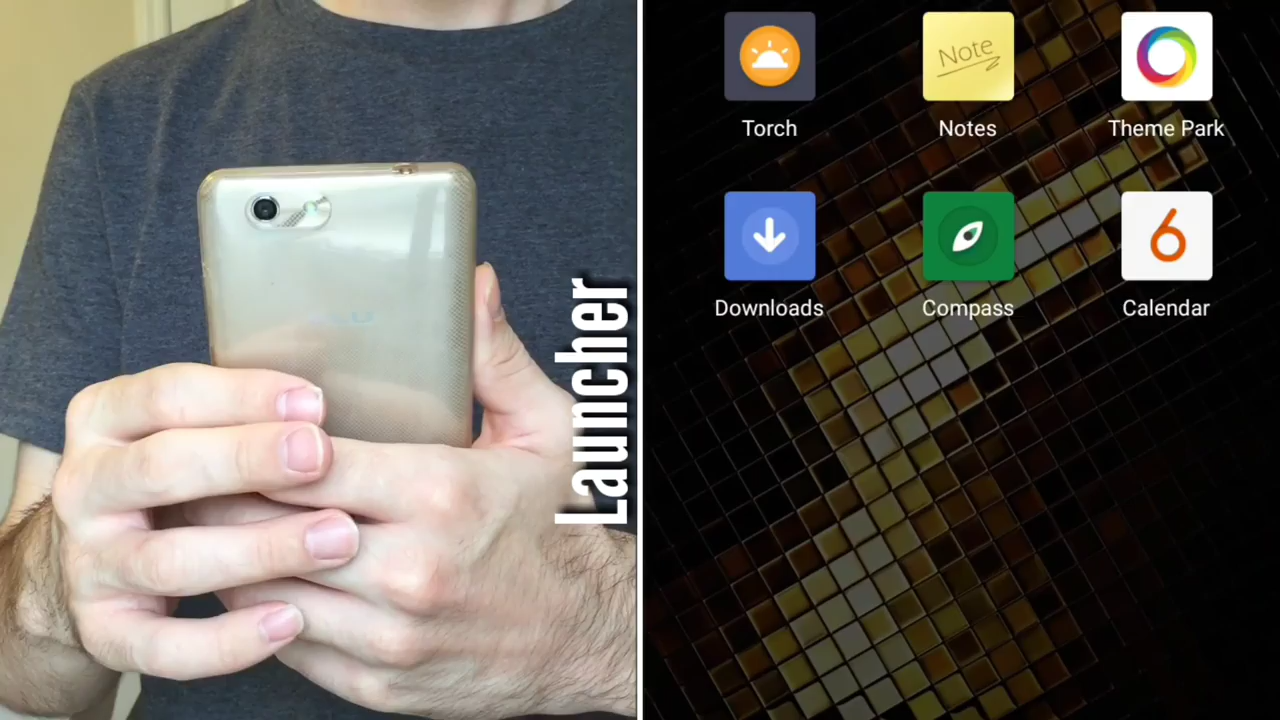 Launcher
Note
Torch
Notes
Theme Park
Downloads
Compass
6
Calendar